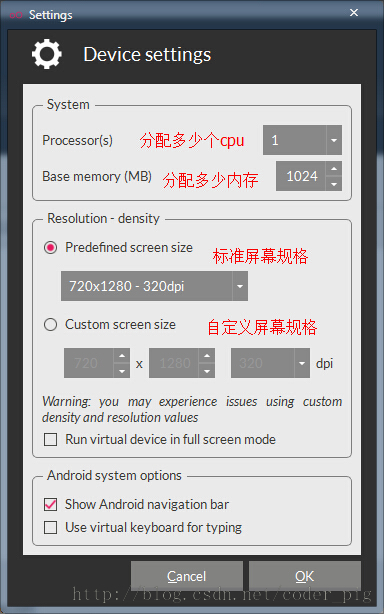 Settings
Device settings
System
Processor(s) 分配多少个cpu 1
Base memory (MB) 分配多少内存 1024
Resolution - density
Predefined screen size 标准屏幕规格
720x1280 - 320dpi
Custom screen size 自定义屏幕规格
720 x 1280 320 dpi
Warning: you may experience issues using custom
density and resolution values
Run virtual device in full screen mode
Android system options
Show Android navigation bar
Use virtual keyboard for typing
Cancel OK
http://blog.csdn.net/coder_pig